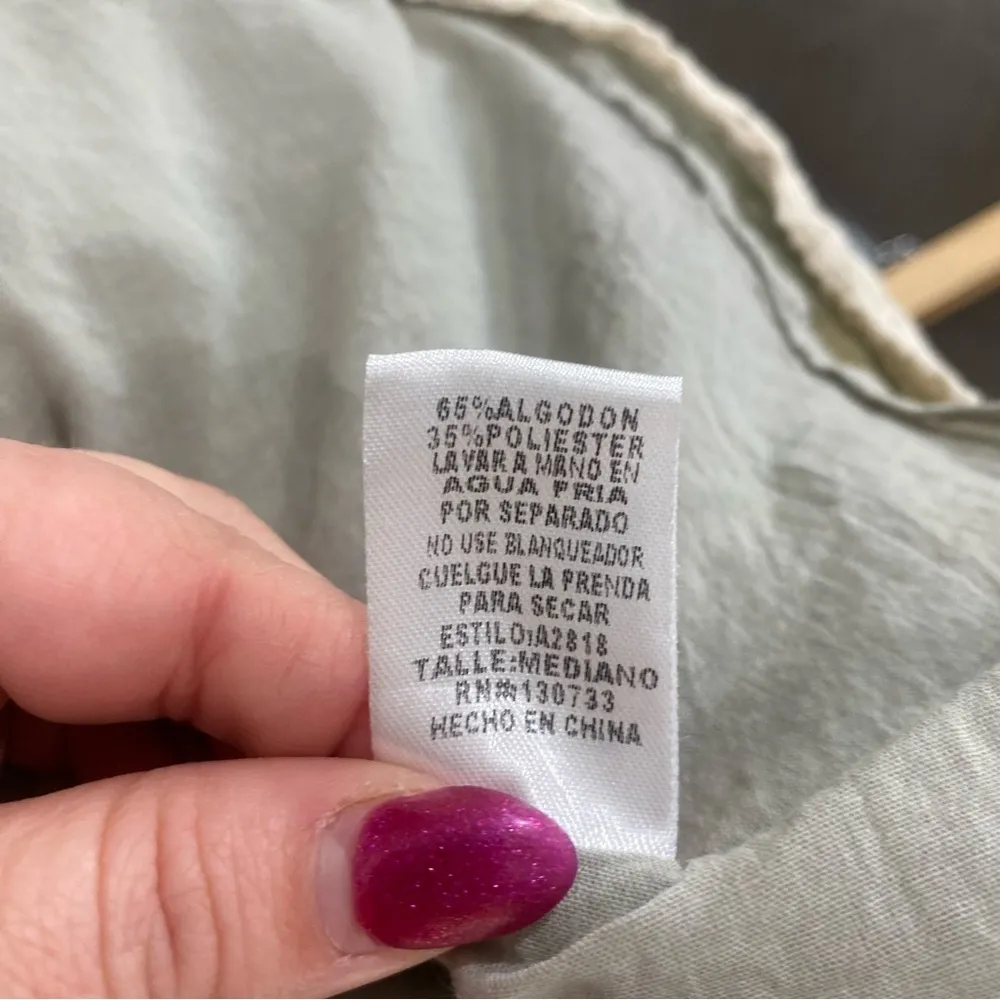 65%ALGODON
35%POLIESTER
LAVAR A MANO EN
AGUA FRIA
POR SEPARADO
NO USE BLANQUEADOR
CUELGUE LA PRENDA
PARA SECAR
ESTILO:A2818
TALLE:MEDIANO
RN#:130733
HECHO EN CHINA